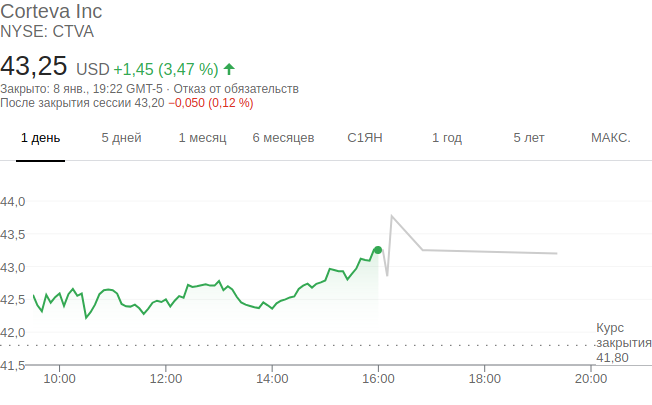 Corteva Inc
NYSE: CTVA
43,25 USD +1,45 (3,47 %)
Закрыто: 8 янв., 19:22 GMT-5 · Отказ от обязательств
После закрытия сессии 43,20 −0,050 (0,12 %)
1 день 5 дней 1 месяц 6 месяцев С1ЯН 1 год 5 лет МАКС.
44,0
43,5
43,0
42,5
42,0
Курс
закрытия
41,80
41,5
10:00 12:00 14:00 16:00 18:00 20:00